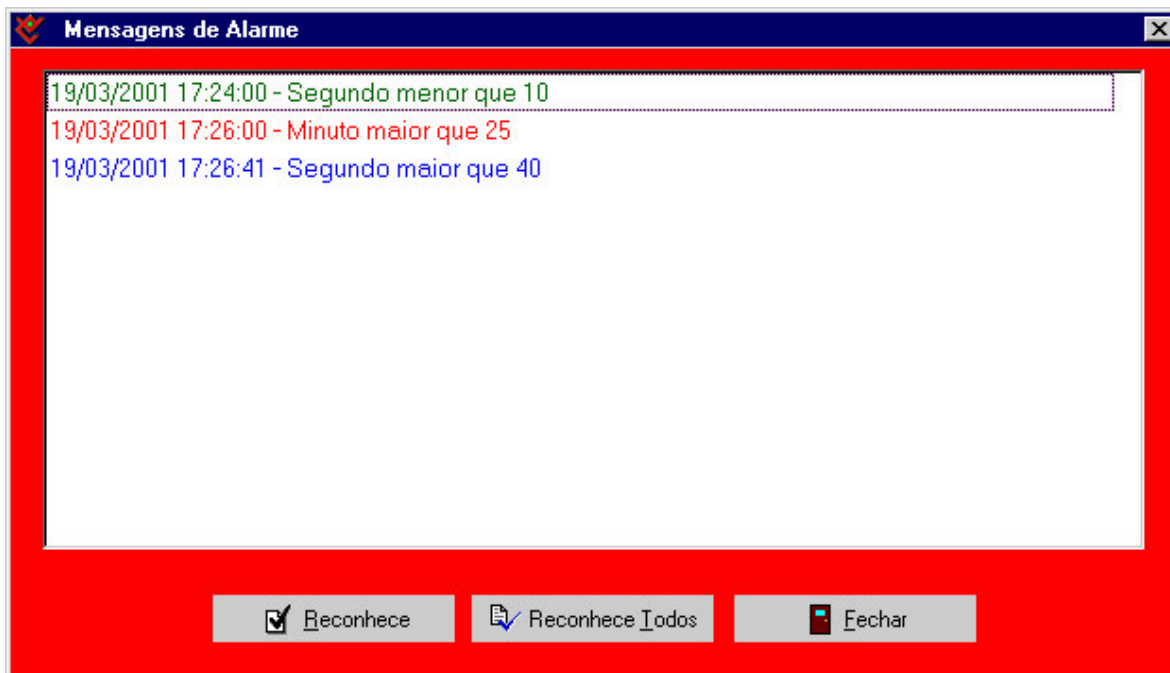 Mensagens de Alarme
19/03/2001 17:24:00 - Segundo menor que 10
19/03/2001 17:26:00 - Minuto maior que 25
19/03/2001 17:26:41 - Segundo maior que 40
Reconhece
Reconhece Todos
Fechar